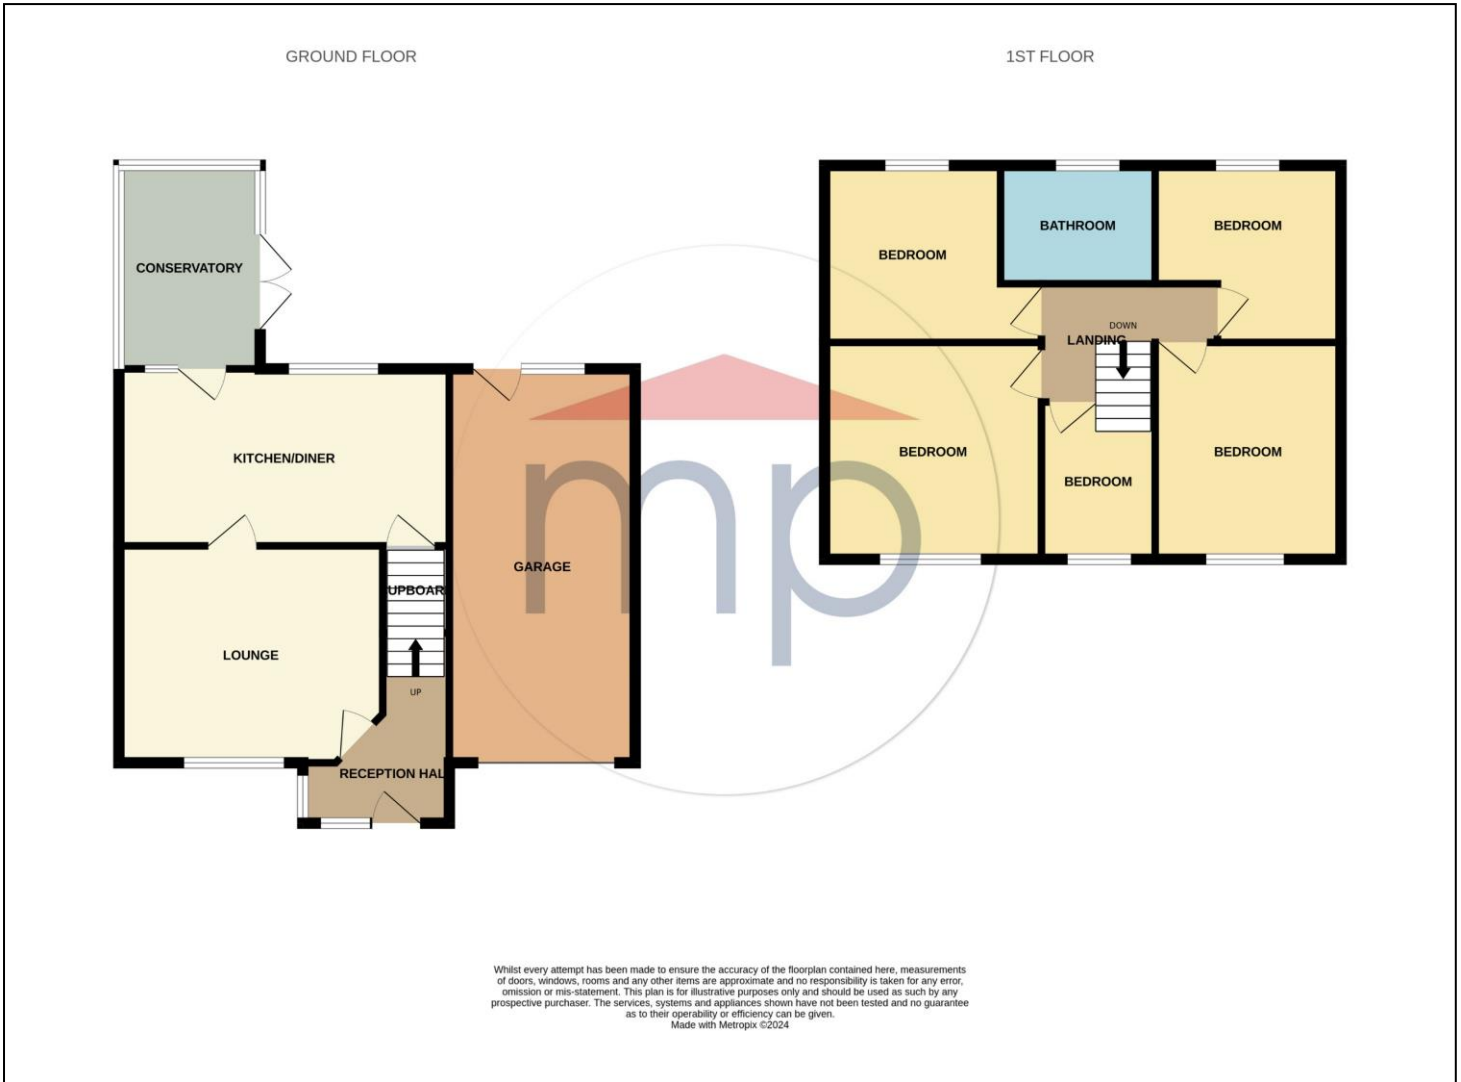 GROUND FLOOR
1ST FLOOR
CONSERVATORY
KITCHEN/DINER
UPBOAR
LOUNGE
UP
RECEPTION HAL
GARAGE
BEDROOM
BATHROOM
BEDROOM
DOWN
LANDING
BEDROOM
BEDROOM
BEDROOM
mp
Whilst every attempt has been made to ensure the accuracy of the floorplan contained here, measurements
of doors, windows, rooms and any other items are approximate and no responsibility is taken for any error,
omission or mis-statement. This plan is for illustrative purposes only and should be used as such by any
prospective purchaser. The services, systems and appliances shown have not been tested and no guarantee
as to their operability or efficiency can be given.
Made with Metropix ©2024